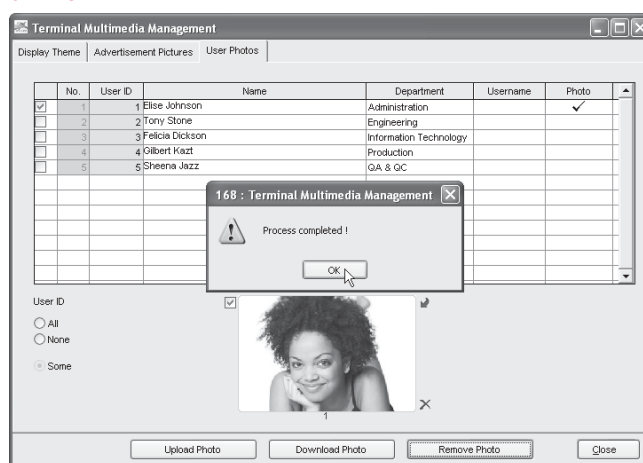 Terminal Multimedia Management
Display Theme Advertisement Pictures User Photos
No. User ID Name Department Username Photo
1 1 Elise Johnson Administration
2 2 Tony Stone Engineering
3 3 Felicia Dickson Information Technology
4 4 Gilbert Kazt Production
5 5 Sheena Jazz QA & QC
168 : Terminal Multimedia Management
Process completed !
OK
User ID
All
None
Some
1
Upload Photo Download Photo Remove Photo Close